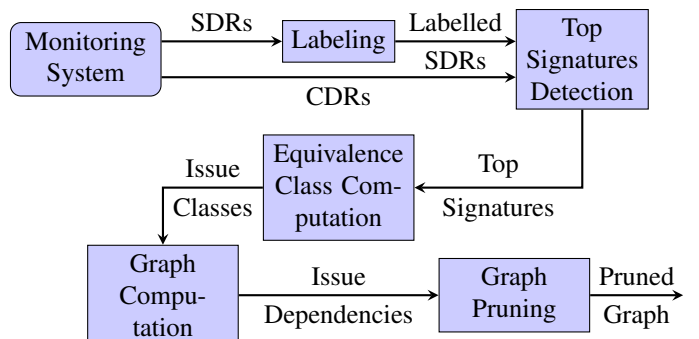 Monitoring
System
SDRs
CDRs
Labeling
Labelled
SDRs
Top
Signatures
Detection
Top
Signatures
Equivalence
Class Com-
putation
Issue
Classes
Graph
Compu-
tation
Issue
Dependencies
Graph
Pruning
Pruned
Graph